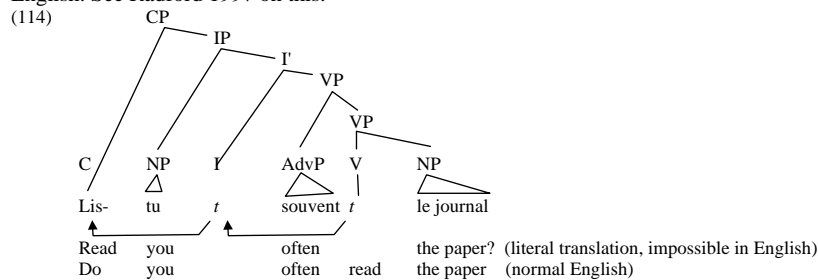 English. See Radford 1997 on this.
(114) CP
IP
I'
VP
VP
C NP I AdvP V NP
Lis- tu t souvent t le journal
Read you often the paper? (literal translation, impossible in English)
Do you often read the paper (normal English)